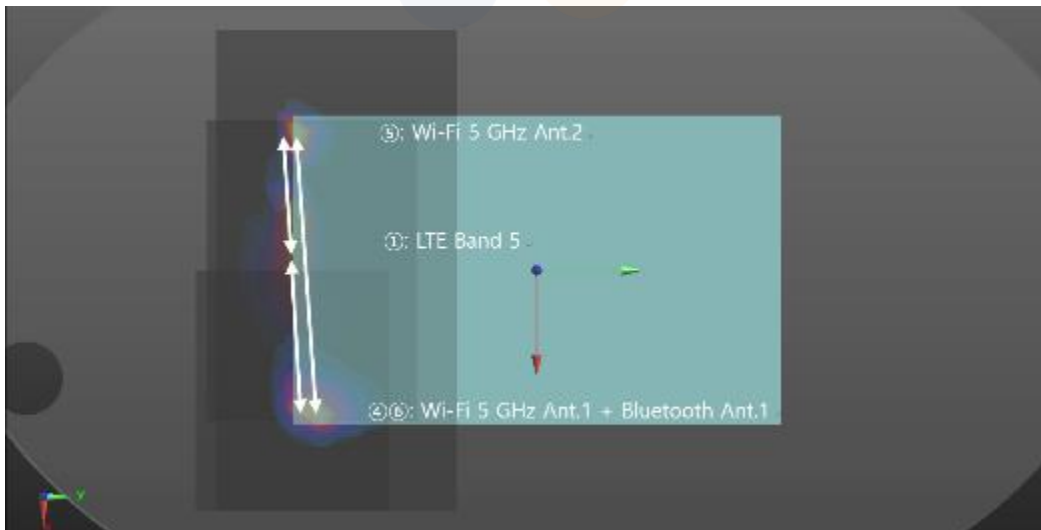 ⑤: Wi-Fi 5 GHz Ant.2
①: LTE Band 5
④⑥: Wi-Fi 5 GHz Ant.1 + Bluetooth Ant.1
y